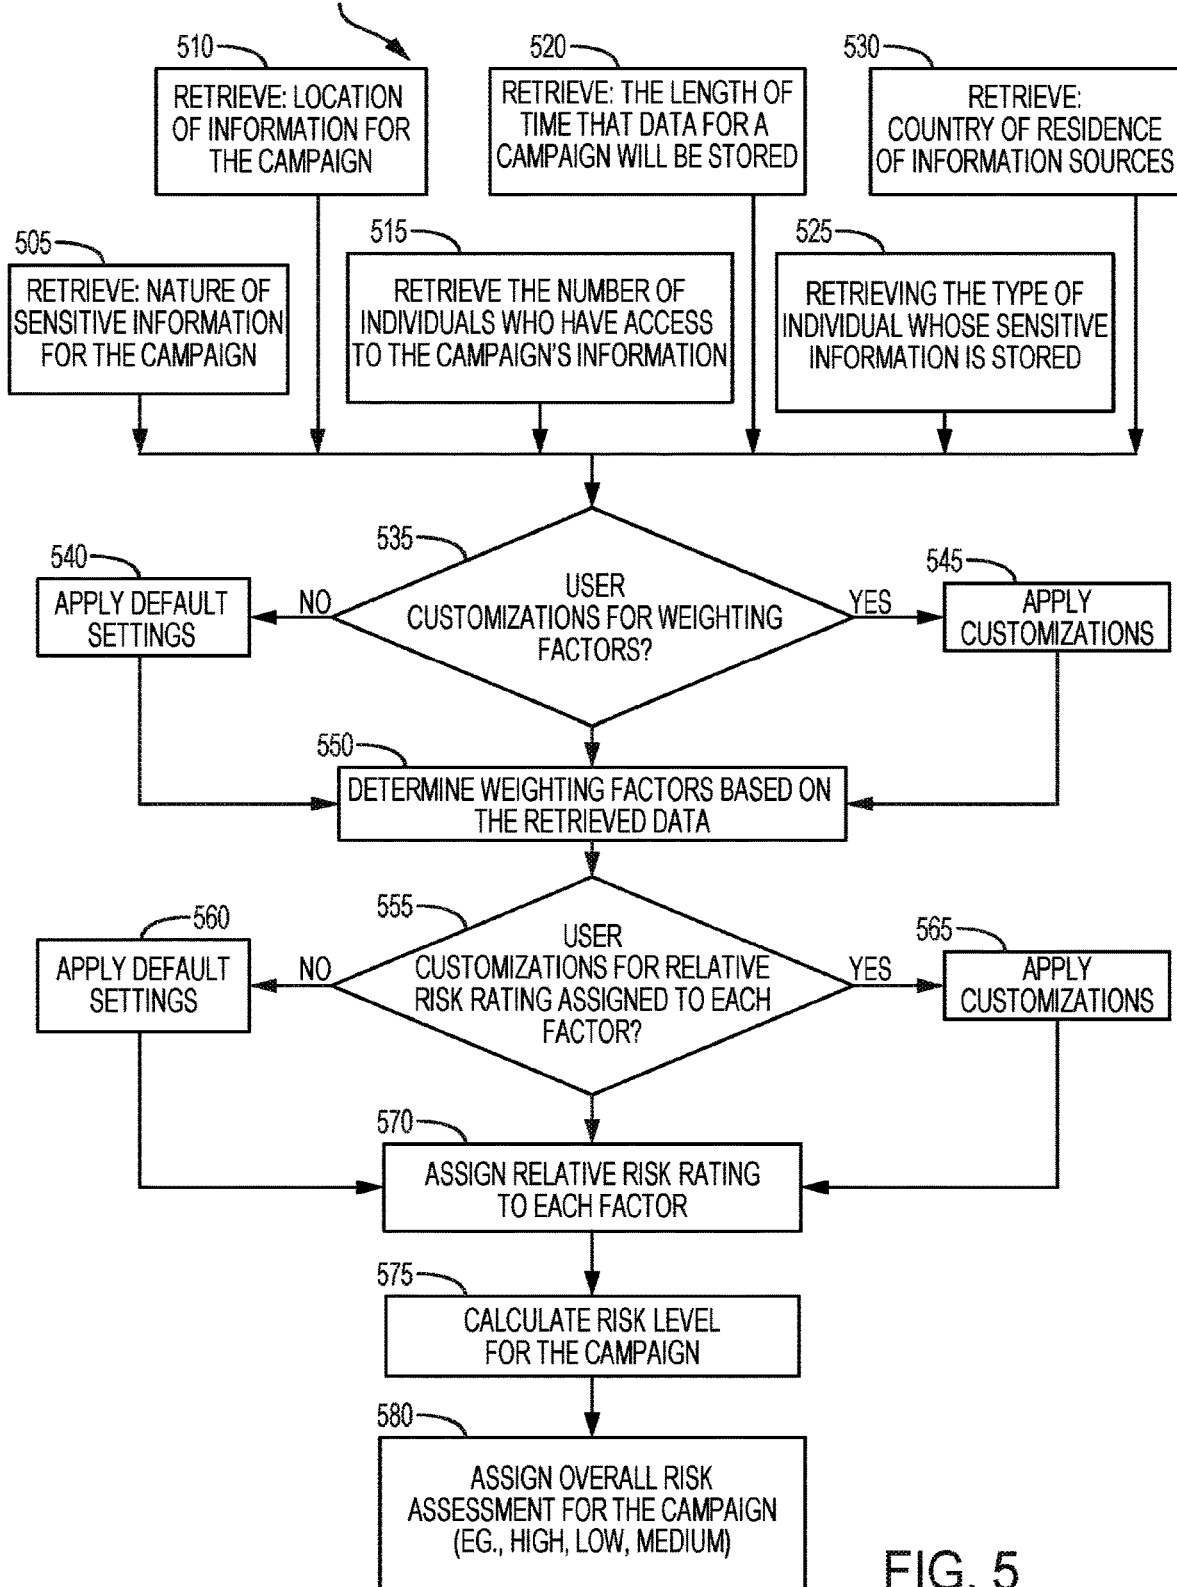 510
RETRIEVE: LOCATION
OF INFORMATION FOR
THE CAMPAIGN
520
RETRIEVE: THE LENGTH OF
TIME THAT DATA FOR A
CAMPAIGN WILL BE STORED
530
RETRIEVE:
COUNTRY OF RESIDENCE
OF INFORMATION SOURCES
505
RETRIEVE: NATURE OF
SENSITIVE INFORMATION
FOR THE CAMPAIGN
515
RETRIEVE THE NUMBER OF
INDIVIDUALS WHO HAVE ACCESS
TO THE CAMPAIGN'S INFORMATION
525
RETRIEVING THE TYPE OF
INDIVIDUAL WHOSE SENSITIVE
INFORMATION IS STORED
535
USER
CUSTOMIZATIONS FOR WEIGHTING
FACTORS?
NO
YES
540
APPLY DEFAULT
SETTINGS
545
APPLY
CUSTOMIZATIONS
550
DETERMINE WEIGHTING FACTORS BASED ON
THE RETRIEVED DATA
555
USER
CUSTOMIZATIONS FOR RELATIVE
RISK RATING ASSIGNED TO EACH
FACTOR?
NO
YES
560
APPLY DEFAULT
SETTINGS
565
APPLY
CUSTOMIZATIONS
570
ASSIGN RELATIVE RISK RATING
TO EACH FACTOR
575
CALCULATE RISK LEVEL
FOR THE CAMPAIGN
580
ASSIGN OVERALL RISK
ASSESSMENT FOR THE CAMPAIGN
(EG., HIGH, LOW, MEDIUM)
FIG. 5